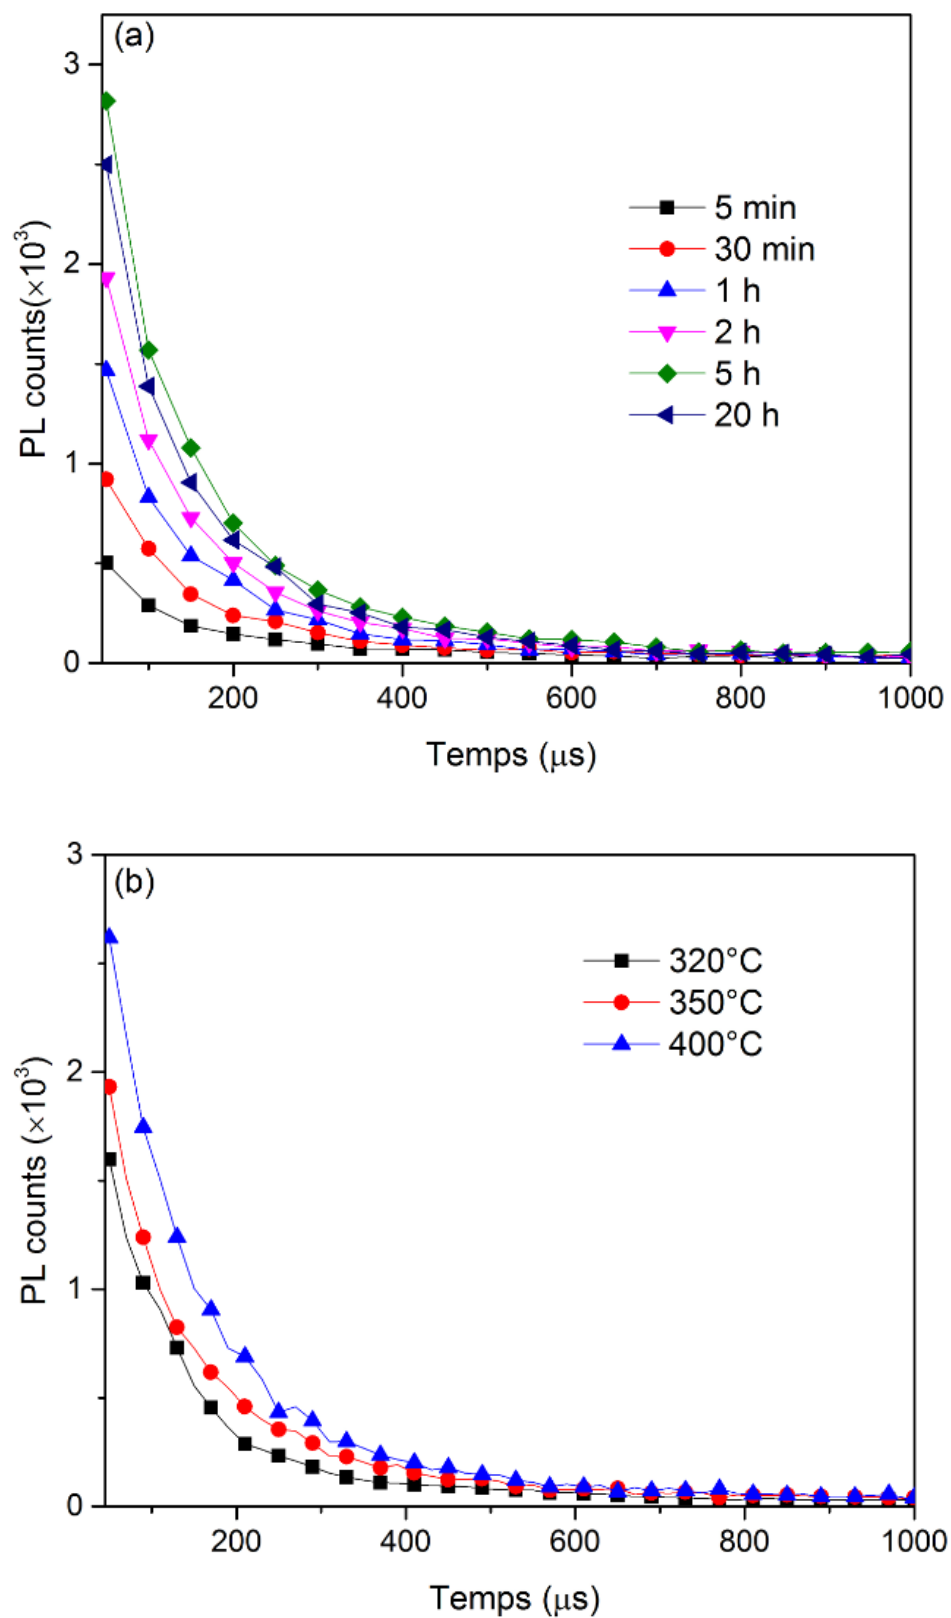 (a)
3
2
1
0
PL counts(×10³)
5 min
30 min
1 h
2 h
5 h
20 h
200
400
600
800
1000
Temps (μs)
(b)
3
2
1
0
PL counts (×10³)
320°C
350°C
400°C
200
400
600
800
1000
Temps (μs)